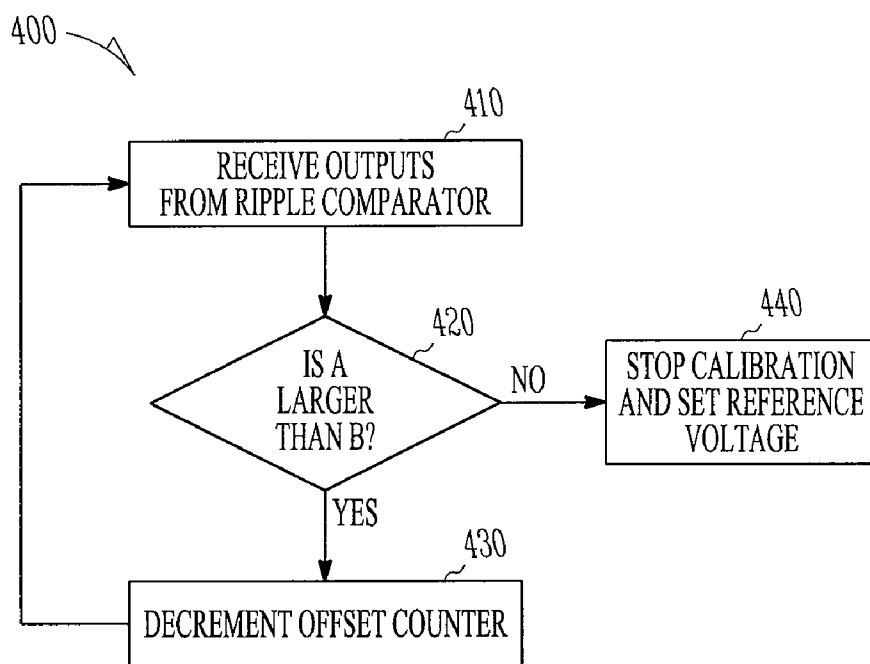 400
410
RECEIVE OUTPUTS
FROM RIPPLE COMPARATOR
420
IS A
LARGER
THAN B?
NO
440
STOP CALIBRATION
AND SET REFERENCE
VOLTAGE
YES
430
DECREMENT OFFSET COUNTER